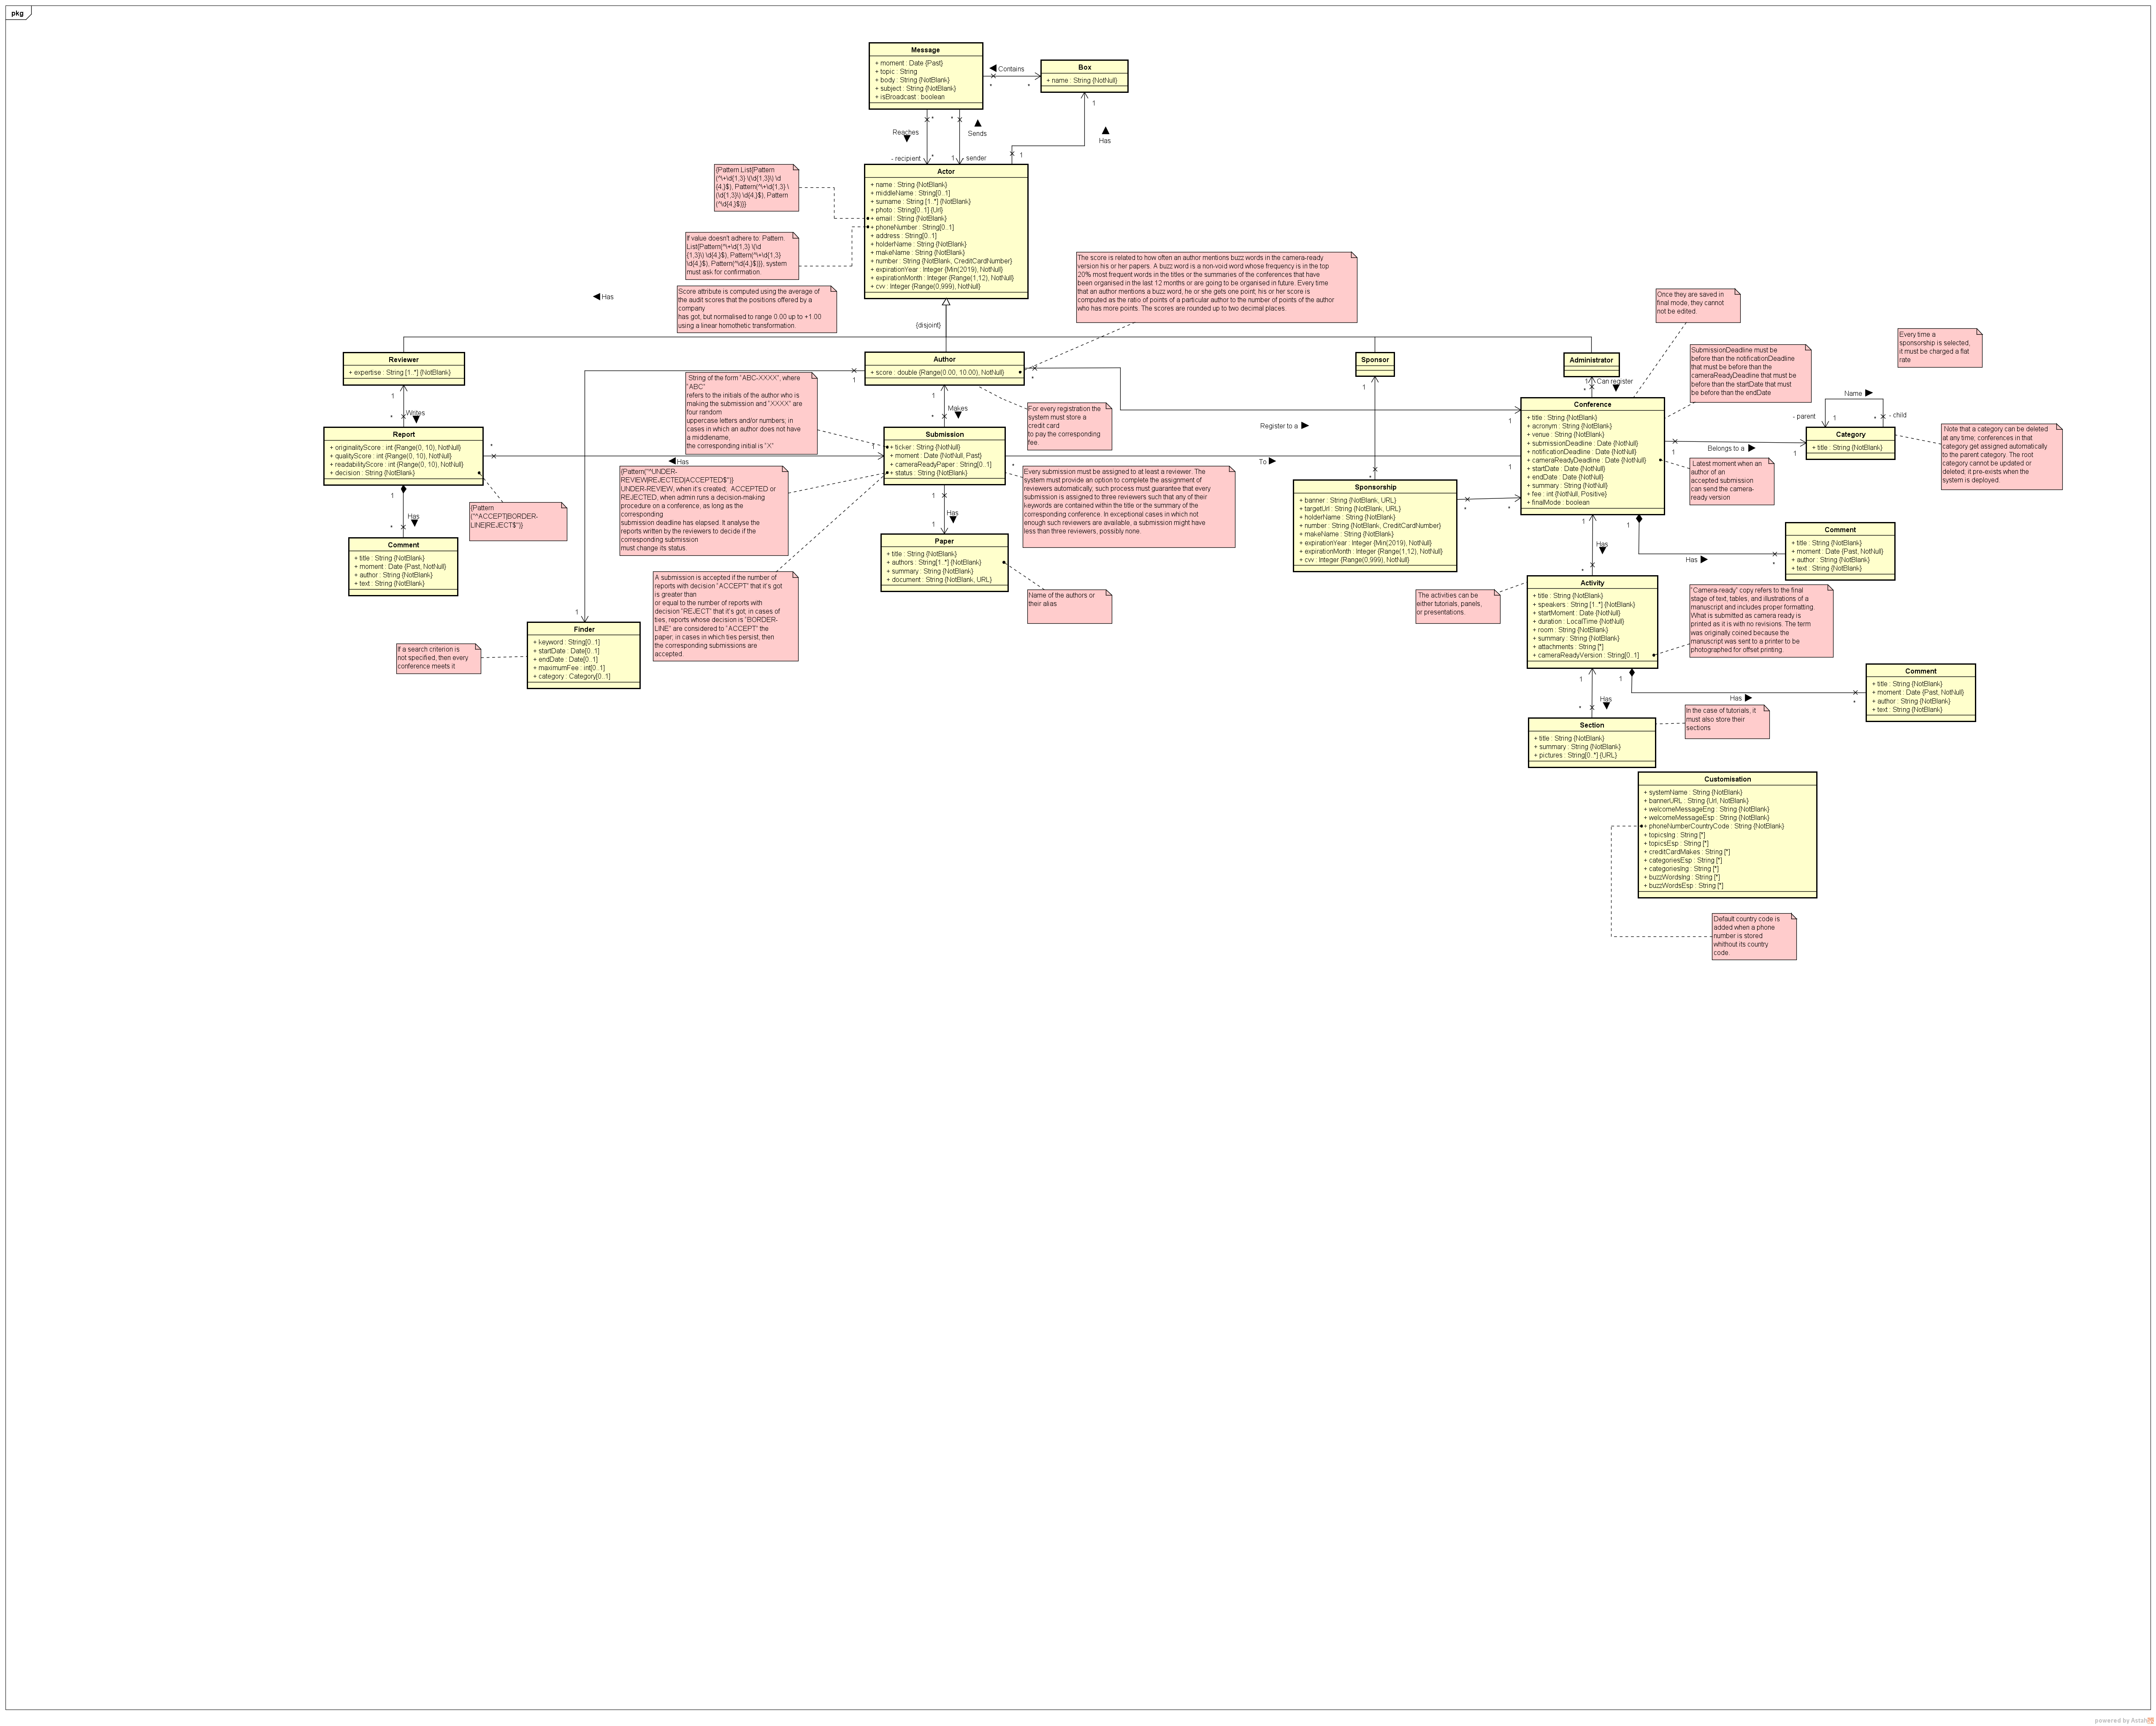 pkg
Message
+ moment : Date {Past}
+ topic : String
+ body : String {NotBlank}
+ subject : String {NotBlank}
+ isBroadcast : boolean
Contains
*
*
Box
+ name : String {NotNull}
Reaches
*
*
- recipient
Sends
*
1
- sender
Has
1
1
{Pattern.List{Pattern
(^\+\d{1,3} \(\d{1,3}\) \d
{4,}$), Pattern(^\+\d{1,3} \
(\d{1,3}\) \d{4,}$), Pattern
(^\d{4,}$)}}
If value doesn't adhere to: Pattern.
List{Pattern(^\+\d{1,3} \(\d
{1,3}\) \d{4,}$), Pattern(^\+\d{1,3}
\d{4,}$), Pattern(^\d{4,}$)}}, system
must ask for confirmation.
Actor
+ name : String {NotBlank}
+ middleName : String[0..1]
+ surname : String [1..*] {NotBlank}
+ photo : String[0..1] {Url}
+ email : String {NotBlank}
+ phoneNumber : String[0..1]
+ address : String[0..1]
+ holderName : String {NotBlank}
+ makeName : String {NotBlank}
+ number : String {NotBlank, CreditCardNumber}
+ expirationYear : Integer {Min(2019), NotNull}
+ expirationMonth : Integer {Range(1,12), NotNull}
+ cvv : Integer {Range(0,999), NotNull}
Score attribute is computed using the average of
the audit scores that the positions offered by a
company
has got, but normalised to range 0.00 up to +1.00
using a linear homothetic transformation.
Has
{disjoint}
The score is related to how often an author mentions buzz words in the camera-ready
version his or her papers. A buzz word is a non-void word whose frequency is in the top
20% most frequent words in the titles or the summaries of the conferences that have
been organised in the last 12 months or are going to be organised in future. Every time
that an author mentions a buzz word, he or she gets one point; his or her score is
computed as the ratio of points of a particular author to the number of points of the author
who has more points. The scores are rounded up to two decimal places.
Once they are saved in
final mode, they cannot
not be edited.
SubmissionDeadline must be
before than the notificationDeadline
that must be before than the
cameraReadyDeadline that must be
before than the startDate that must
be before than the endDate
Every time a
sponsorship is selected,
it must be charged a flat
rate
Reviewer
+ expertise : String [1..*] {NotBlank}
Author
+ score : double {Range(0.00, 10.00), NotNull}
Sponsor
Administrator
1
*
Can register
1
*
Writes
1
1
*
Makes
*
1
Register to a
String of the form "ABC-XXXX", where
"ABC"
refers to the initials of the author who is
making the submission and "XXXX" are
four random
uppercase letters and/or numbers; in
cases in which an author does not have
a middlename,
the corresponding initial is "X"
For every registration the
system must store a
credit card
to pay the corresponding
fee.
Report
+ originalityScore : int {Range(0, 10), NotNull}
+ qualityScore : int {Range(0, 10), NotNull}
+ readabilityScore : int {Range(0, 10), NotNull}
+ decision : String {NotBlank}
*
Has
1
Submission
+ ticker : String {NotNull}
+ moment : Date {NotNull, Past}
+ cameraReadyPaper : String[0..1]
+ status : String {NotBlank}
*
To
1
Conference
+ title : String {NotBlank}
+ acronym : String {NotBlank}
+ venue : String {NotBlank}
+ submissionDeadline : Date {NotNull}
+ notificationDeadline : Date {NotNull}
+ cameraReadyDeadline : Date {NotNull}
+ startDate : Date {NotNull}
+ endDate : Date {NotNull}
+ summary : String {NotNull}
+ fee : int {NotNull, Positive}
+ finalMode : boolean
1
Belongs to a
1
Name
- parent
1
*
- child
Category
+ title : String {NotBlank}
Note that a category can be deleted
at any time; conferences in that
category get assigned automatically
to the parent category. The root
category cannot be updated or
deleted; it pre-exists when the
system is deployed.
Latest moment when an
author of an
accepted submission
can send the camera-
ready version
{Pattern
("^ACCEPT|BORDER-
LINE|REJECT$")}
{Pattern("^UNDER-
REVIEW|REJECTED|ACCEPTED$")}
UNDER-REVIEW, when it's created; ACCEPTED or
REJECTED, when admin runs a decision-making
procedure on a conference, as long as the
corresponding
submission deadline has elapsed. It analyse the
reports written by the reviewers to decide if the
corresponding submission
must change its status.
Every submission must be assigned to at least a reviewer. The
system must provide an option to complete the assignment of
reviewers automatically; such process must guarantee that every
submission is assigned to three reviewers such that any of their
keywords are contained within the title or the summary of the
corresponding conference. In exceptional cases in which not
enough such reviewers are available, a submission might have
less than three reviewers, possibly none.
1
*
Sponsorship
+ banner : String {NotBlank, URL}
+ targetUrl : String {NotBlank, URL}
+ holderName : String {NotBlank}
+ number : String {NotBlank, CreditCardNumber}
+ makeName : String {NotBlank}
+ expirationYear : Integer {Min(2019), NotNull}
+ expirationMonth : Integer {Range(1,12), NotNull}
+ cvv : Integer {Range(0,999), NotNull}
*
*
1
Has
*
Comment
+ title : String {NotBlank}
+ moment : Date {Past, NotNull}
+ author : String {NotBlank}
+ text : String {NotBlank}
1
Has
1
Paper
+ title : String {NotBlank}
+ authors : String[1..*] {NotBlank}
+ summary : String {NotBlank}
+ document : String {NotBlank, URL}
Name of the authors or
their alias
1
Has
*
1
Has
*
Comment
+ title : String {NotBlank}
+ moment : Date {Past, NotNull}
+ author : String {NotBlank}
+ text : String {NotBlank}
A submission is accepted if the number of
reports with decision "ACCEPT" that it's got
is greater than
or equal to the number of reports with
decision "REJECT" that it's got; in cases of
ties, reports whose decision is "BORDER-
LINE" are considered to "ACCEPT" the
paper; in cases in which ties persist, then
the corresponding submissions are
accepted.
1
Finder
+ keyword : String[0..1]
+ startDate : Date[0..1]
+ endDate : Date[0..1]
+ maximumFee : int[0..1]
+ category : Category[0..1]
If a search criterion is
not specified, then every
conference meets it
The activities can be
either tutorials, panels,
or presentations.
Activity
+ title : String {NotBlank}
+ speakers : String [1..*] {NotBlank}
+ startMoment : Date {NotNull}
+ duration : LocalTime {NotNull}
+ room : String {NotBlank}
+ summary : String {NotBlank}
+ attachments : String [*]
+ cameraReadyVersion : String[0..1]
"Camera-ready" copy refers to the final
stage of text, tables, and illustrations of a
manuscript and includes proper formatting.
What is submitted as camera ready is
printed as it is with no revisions. The term
was originally coined because the
manuscript was sent to a printer to be
photographed for offset printing.
1
Has
*
1
Has
*
Comment
+ title : String {NotBlank}
+ moment : Date {Past, NotNull}
+ author : String {NotBlank}
+ text : String {NotBlank}
In the case of tutorials, it
must also store their
sections
Section
+ title : String {NotBlank}
+ summary : String {NotBlank}
+ pictures : String[0..*] {URL}
Customisation
+ systemName : String {NotBlank}
+ bannerURL : String {Url, NotBlank}
+ welcomeMessageEng : String {NotBlank}
+ welcomeMessageEsp : String {NotBlank}
+ phoneNumberCountryCode : String {NotBlank}
+ topicsIng : String [*]
+ topicsEsp : String [*]
+ creditCardMakes : String [*]
+ categoriesEsp : String [*]
+ categoriesIng : String [*]
+ buzzWordsIng : String [*]
+ buzzWordsEsp : String [*]
Default country code is
added when a phone
number is stored
whithout its country
code.
powered by Astah